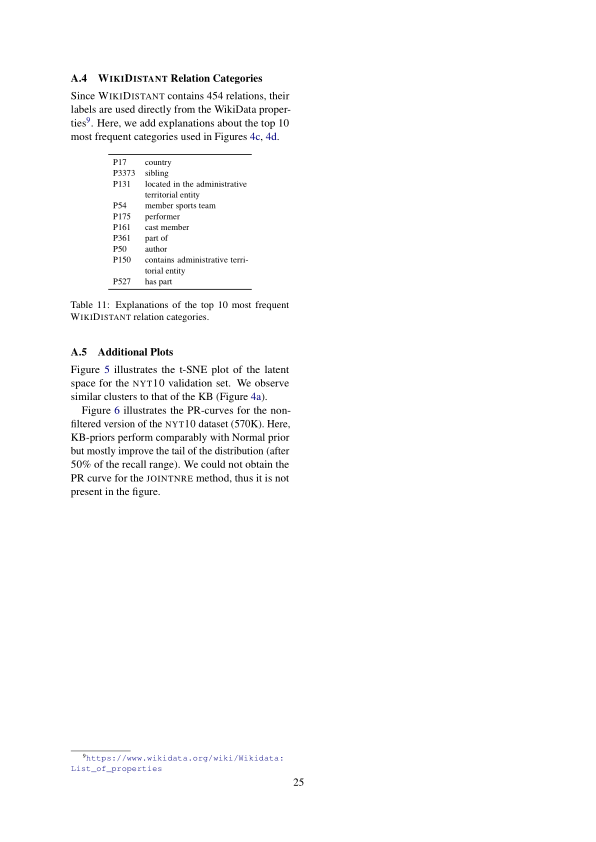 A.4 WIKIDISTANT Relation Categories
Since WIKIDISTANT contains 454 relations, their
labels are used directly from the WikiData proper-
ties9. Here, we add explanations about the top 10
most frequent categories used in Figures 4c, 4d.
P17 country
P3373 sibling
P131 located in the administrative
territorial entity
P54 member sports team
P175 performer
P161 cast member
P361 part of
P50 author
P150 contains administrative terri-
torial entity
P527 has part
Table 11: Explanations of the top 10 most frequent
WIKIDISTANT relation categories.
A.5 Additional Plots
Figure 5 illustrates the t-SNE plot of the latent
space for the NYT10 validation set. We observe
similar clusters to that of the KB (Figure 4a).
Figure 6 illustrates the PR-curves for the non-
filtered version of the NYT10 dataset (570K). Here,
KB-priors perform comparably with Normal prior
but mostly improve the tail of the distribution (after
50% of the recall range). We could not obtain the
PR curve for the JOINTNRE method, thus it is not
present in the figure.
9https://www.wikidata.org/wiki/Wikidata:
List_of_properties
25